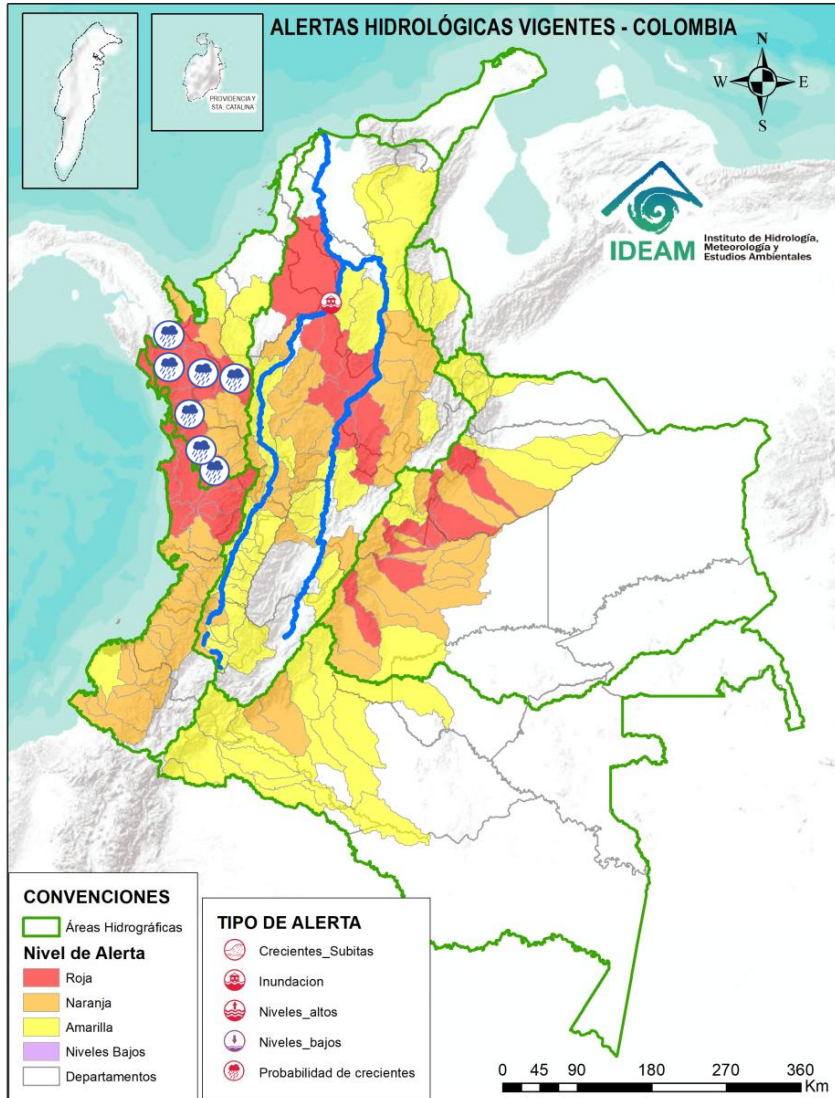 ALERTAS HIDROLÓGICAS VIGENTES - COLOMBIA
PROVIDENCIA Y
STA. CATALINA
N
W
E
S
IDEAM
Instituto de Hidrología,
Meteorología y
Estudios Ambientales
CONVENCIONES
Áreas Hidrográficas
Nivel de Alerta
Roja
Naranja
Amarilla
Niveles Bajos
Departamentos
TIPO DE ALERTA
Crecientes_Subitas
Inundacion
Niveles_altos
Niveles_bajos
Probabilidad de crecientes
0 45 90 180 270 360
Km